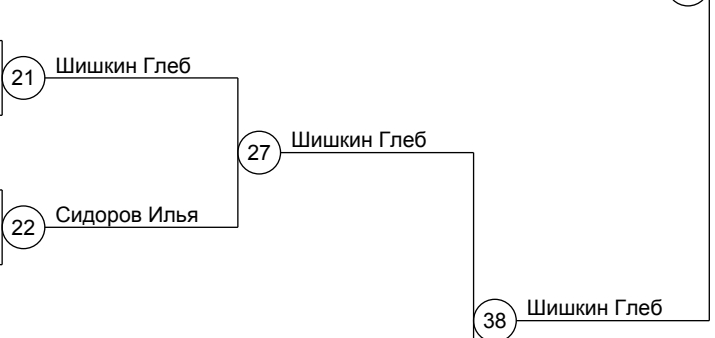 21 Шишкин Глеб
27 Шишкин Глеб
22 Сидоров Илья
38 Шишкин Глеб